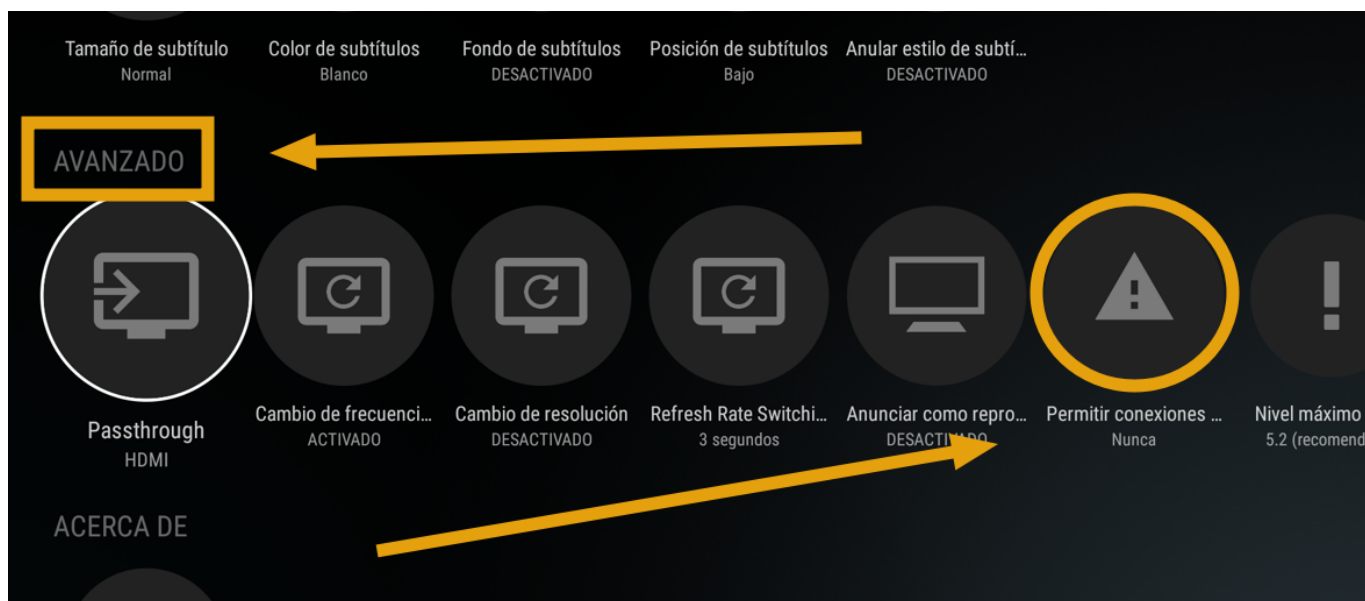 Tamaño de subtítulo
Normal
Color de subtítulos
Blanco
Fondo de subtítulos
DESACTIVADO
Posición de subtítulos
Bajo
Anular estilo de subtí...
DESACTIVADO
AVANZADO
Passthrough
HDMI
Cambio de frecuenci...
ACTIVADO
Cambio de resolución
DESACTIVADO
Refresh Rate Switchi...
3 segundos
Anunciar como repro...
DESACTIVADO
Permitir conexiones ...
Nunca
Nivel máximo
5.2 (recomend
ACERCA DE